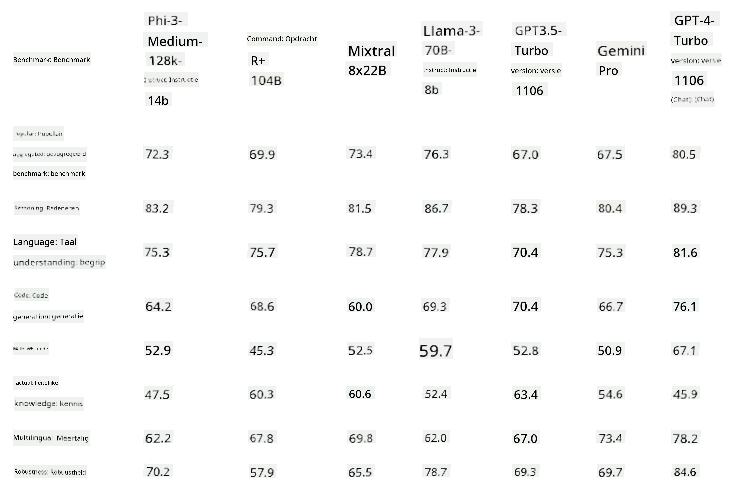 Benchmark: Benchmark
Phi-3-
Medium-
128k-
Instruct: Instructie
14b
Command: Opdracht
R+
104B
Mixtral
8x22B
Llama-3-
70B-
Instruct: Instructie
8b
GPT3.5-
Turbo
version: versie
1106
Gemini
Pro
GPT-4-
Turbo
version: versie
1106
(Chat): (Chat)
Popular: Populair
aggregated: geaggregeerd
benchmark: benchmark
72.3 69.9 73.4 76.3 67.0 67.5 80.5
Reasoning: Redeneren
83.2 79.3 81.5 86.7 78.3 80.4 89.3
Language: Taal
understanding: begrip
75.3 75.7 78.7 77.9 70.4 75.3 81.6
Code: Code
generation: generatie
64.2 68.6 60.0 69.3 70.4 66.7 76.1
52.9 45.3 52.5 59.7 52.8 50.9 67.1
Factual: Feitelijke
knowledge: kennis
47.5 60.3 60.6 52.4 63.4 54.6 45.9
Multilingual: Meertalig
62.2 67.8 69.8 62.0 67.0 73.4 78.2
Robustness: Robuustheid
70.2 57.9 65.5 78.7 69.3 69.7 84.6